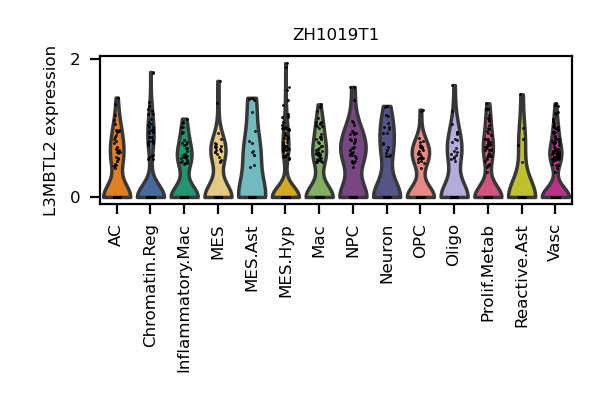 ZH1019T1
L3MBTL2 expression
2
0
AC
Chromatin.Reg
Inflammatory.Mac
MES
MES.Ast
MES.Hyp
Mac
NPC
Neuron
OPC
Oligo
Prolif.Metab
Reactive.Ast
Vasc